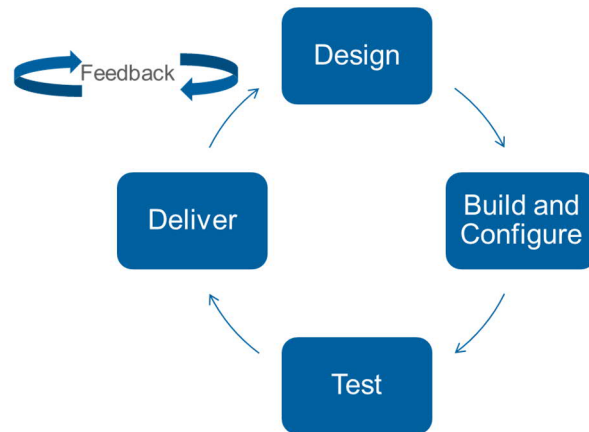 Design
Feedback
Deliver
Build and
Configure
Test